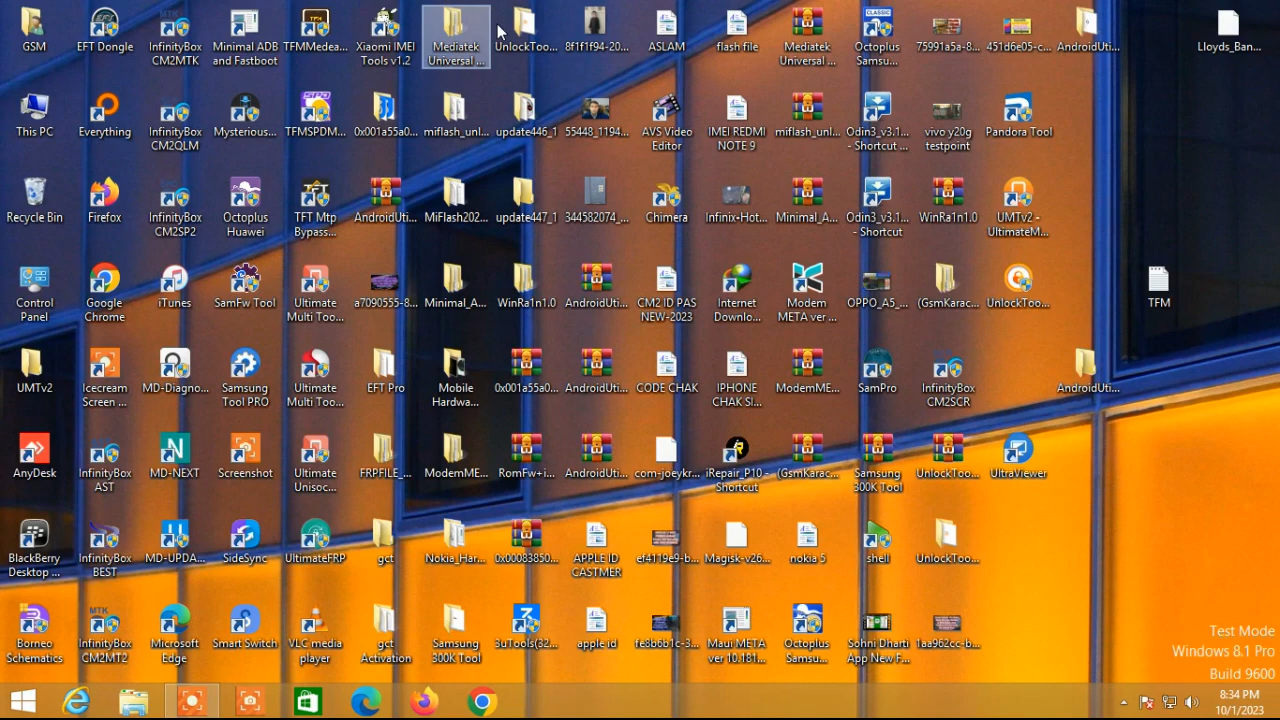 GSM
EFT Dongle
InfinityBox
CM2MTK
Minimal ADB
and Fastboot
TFMMedea...
Xiaomi IMEI
Tools v1.2
Mediatek
Universal ...
UnlockToo...
8f1f1f94-20...
ASLAM
flash file
Mediatek
Universal ...
CLASSIC
Octoplus
Samsu...
75991a5a-8...
451d6e05-c...
AndroidUti...
Lloyds_Ban...
This PC
Everything
InfinityBox
CM2QLM
Mysterious...
TFMSPDM...
0x001a55a0...
miflash_unl...
update446_1
55448_1194...
AVS Video
Editor
IMEI REDMI
NOTE 9
miflash_unl...
Odin3_v3.1...
- Shortcut ...
vivo y20g
testpoint
Pandora Tool
Recycle Bin
Firefox
InfinityBox
CM2SP2
Octoplus
Huawei
TFT Mtp
Bypass...
AndroidUti...
MiFlash202...
update447_1
344582074_...
Chimera
Infinix-Hot...
Minimal_A...
Odin3_v3.1...
- Shortcut
WinRa1n1.0
UMTv2 -
UltimateM...
Control
Panel
Google
Chrome
iTunes
SamFw Tool
Ultimate
Multi Too...
a7090555-8...
Minimal_A...
WinRa1n1.0
AndroidUti...
CM2 ID PAS
NEW-2023
Internet
Downlo...
Modem
META ver ...
OPPO_A5_...
(GsmKarac...
UnlockToo...
TFM
UMTv2
Icecream
Screen ...
MD-Diagno...
Samsung
Tool PRO
Ultimate
Multi Too...
EFT Pro
Mobile
Hardwa...
0x001a55a0...
AndroidUti...
CODE CHAK
IPHONE
CHAK SI...
ModemME...
SamPro
InfinityBox
CM2SCR
AndroidUti...
AnyDesk
InfinityBox
AST
MD-NEXT
Screenshot
Ultimate
Unisoc...
FRPFILE_...
ModemME...
RomFw+i...
AndroidUti...
com-joeykr...
iRepair_P10 -
Shortcut
(GsmKarac...
Samsung
300K Tool
UnlockToo...
UltraViewer
BlackBerry
Desktop ...
InfinityBox
BEST
MD-UPDA...
SideSync
UltimateFRP
gct
Nokia_Har...
0x00083850...
APPLE ID
CASTMER
ef4119e9-b...
Magisk-v26...
nokia 5
shell
UnlockToo...
Borneo
Schematics
InfinityBox
CM2MT2
Microsoft
Edge
Smart Switch
VLC media
player
gct
Activation
Samsung
300K Tool
3uTools(32...
apple id
fe3b6b1c-3...
Maui META
ver 10.181...
Octoplus
Samsu...
Sohni Dharti
App New F...
1aa962cc-b...
Test Mode
Windows 8.1 Pro
Build 9600
8:34 PM
10/1/2023